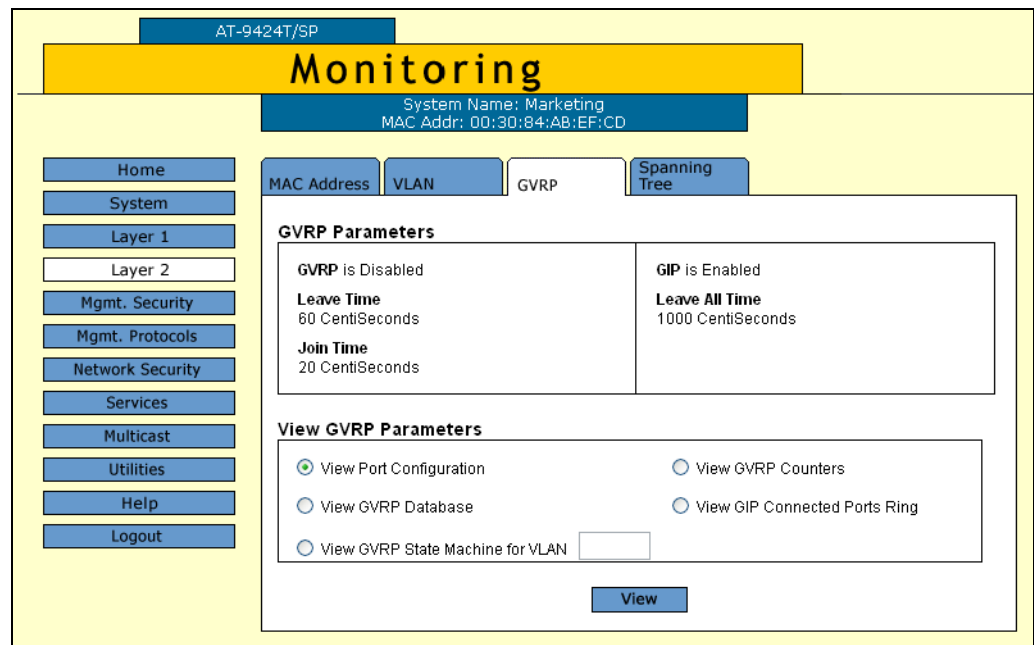 AT-9424T/SP
Monitoring
System Name: Marketing
MAC Addr: 00:30:84:AB:EF:CD
Home
System
Layer 1
Layer 2
Mgmt. Security
Mgmt. Protocols
Network Security
Services
Multicast
Utilities
Help
Logout
MAC Address
VLAN
GVRP
Spanning
Tree
GVRP Parameters
GVRP is Disabled
Leave Time
60 CentiSeconds
Join Time
20 CentiSeconds
GIP is Enabled
Leave All Time
1000 CentiSeconds
View GVRP Parameters
View Port Configuration
View GVRP Counters
View GVRP Database
View GIP Connected Ports Ring
View GVRP State Machine for VLAN
View